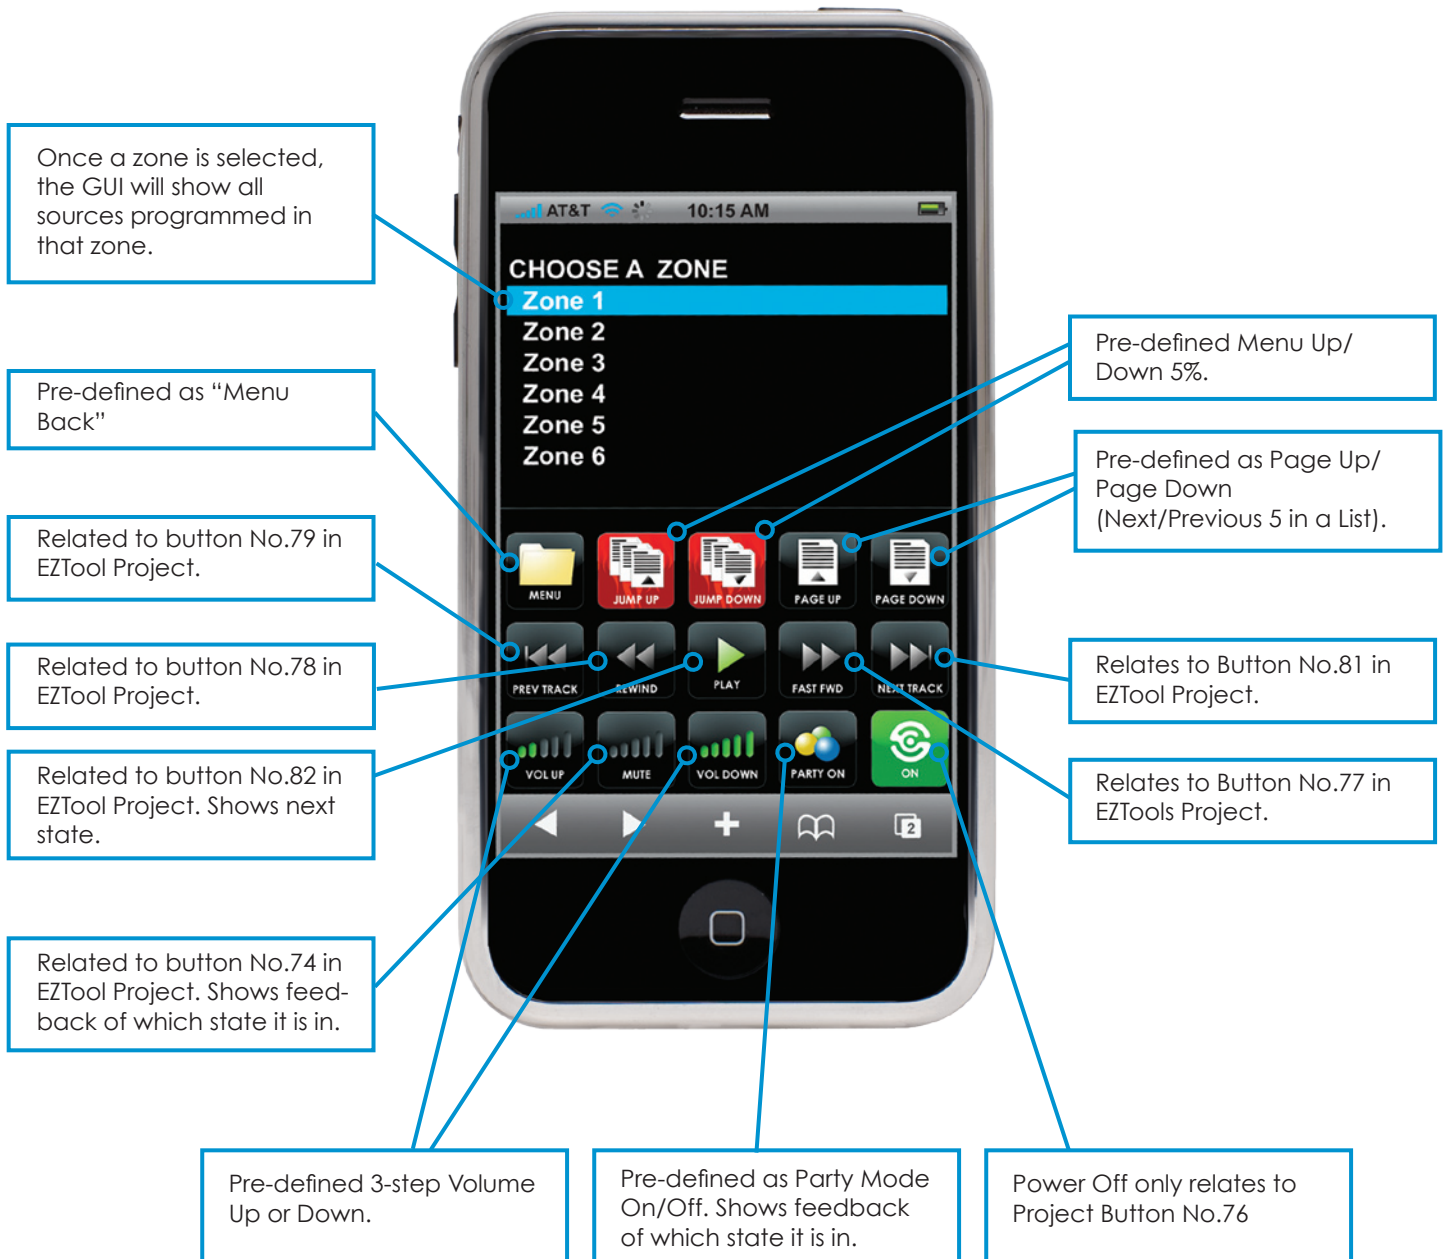 Once a zone is selected,
the GUI will show all
sources programmed in
that zone.
Pre-defined as “Menu
Back”
Related to button No.79 in
EZTool Project.
Related to button No.78 in
EZTool Project.
Related to button No.82 in
EZTool Project. Shows next
state.
Related to button No.74 in
EZTool Project. Shows feed-
back of which state it is in.
AT&T 10:15 AM
CHOOSE A ZONE
Zone 1
Zone 2
Zone 3
Zone 4
Zone 5
Zone 6
MENU JUMP UP JUMP DOWN PAGE UP PAGE DOWN
PREV TRACK REWIND PLAY FAST FWD NEXT TRACK
VOL UP MUTE VOL DOWN PARTY ON ON
2
Pre-defined Menu Up/
Down 5%.
Pre-defined as Page Up/
Page Down
(Next/Previous 5 in a List).
Relates to Button No.81 in
EZTool Project.
Relates to Button No.77 in
EZTools Project.
Pre-defined 3-step Volume
Up or Down.
Pre-defined as Party Mode
On/Off. Shows feedback
of which state it is in.
Power Off only relates to
Project Button No.76